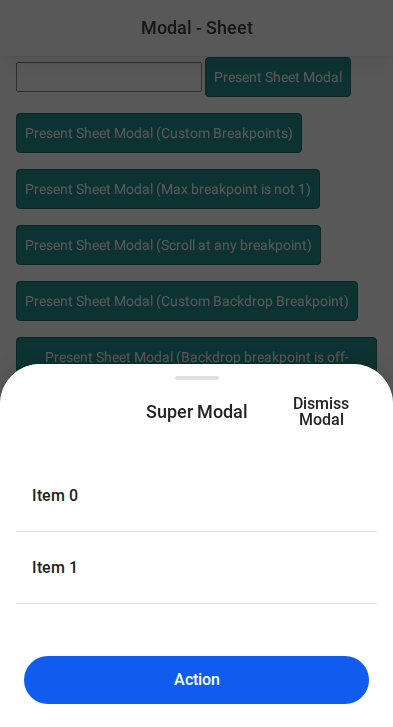 Modal - Sheet
Present Sheet Modal
Present Sheet Modal (Custom Breakpoints)
Present Sheet Modal (Max breakpoint is not 1)
Present Sheet Modal (Scroll at any breakpoint)
Present Sheet Modal (Custom Backdrop Breakpoint)
Present Sheet Modal (Backdrop breakpoint is off-
Super Modal
Dismiss
Modal
Item 0
Item 1
Action